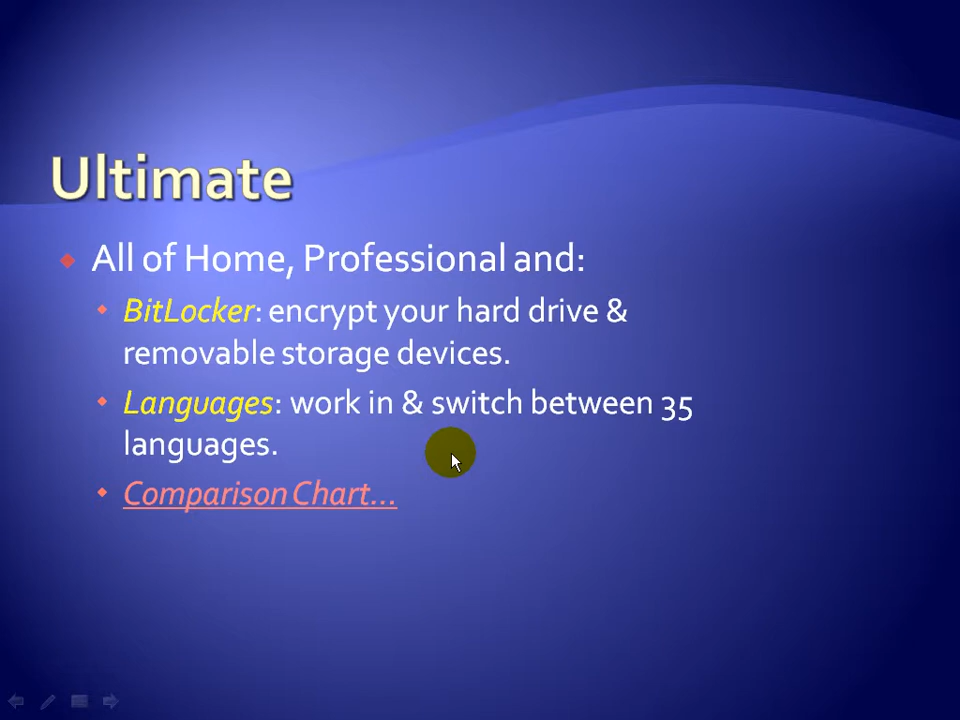 Ultimate
All of Home, Professional and:
BitLocker: encrypt your hard drive &
removable storage devices.
Languages: work in & switch between 35
languages.
Comparison Chart...